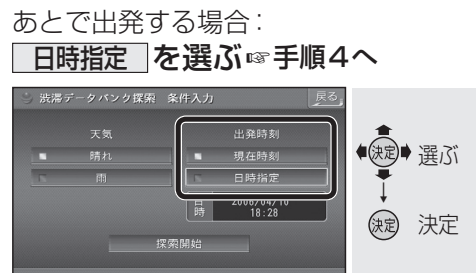 あとで出発する場合：
日時指定 を選ぶ☞手順4へ
渋滞データバンク探索 条件入力 戻る
天気 出発時刻
晴れ 現在時刻
雨 日時指定
日時 2006/04/10 18:28
探索開始
決定 選ぶ
決定 決定